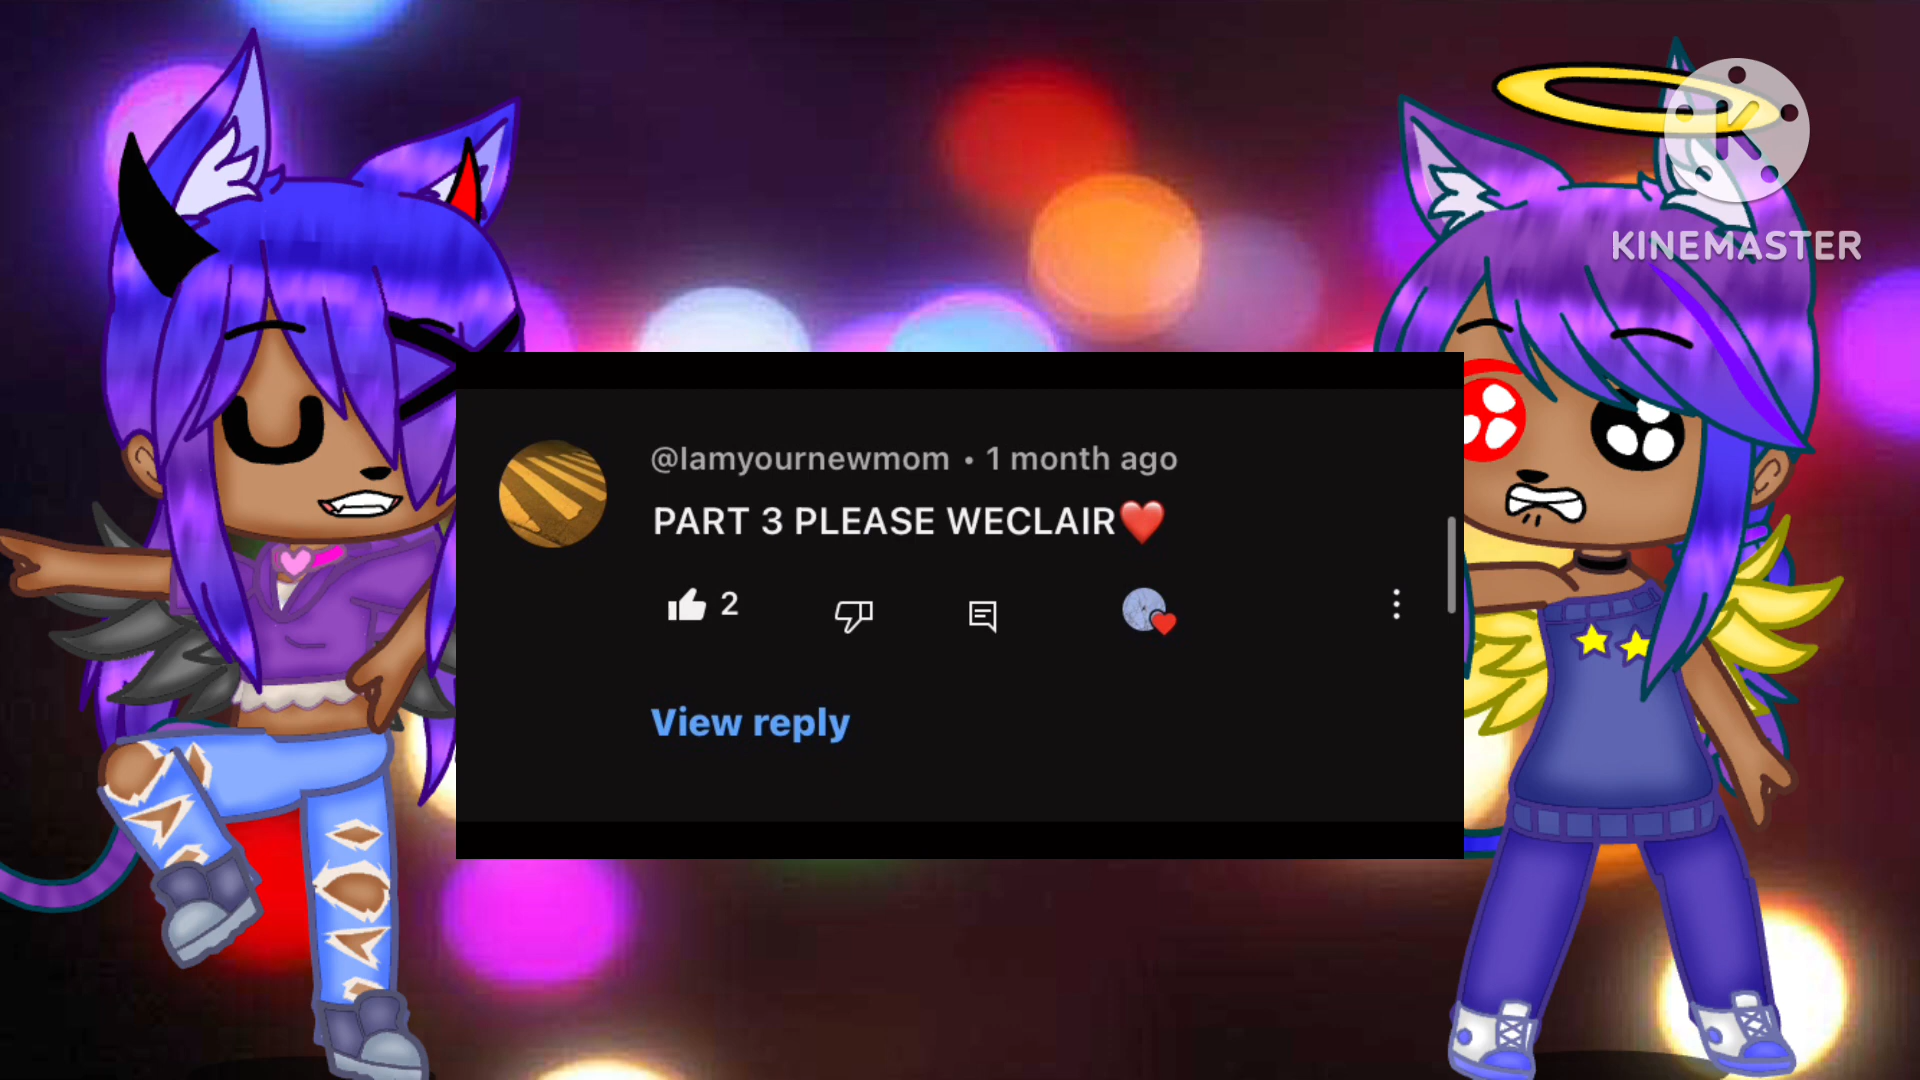 KINEMASTER
@Iamyournewmom • 1 month ago
PART 3 PLEASE WECLAIR❤️
2
View reply